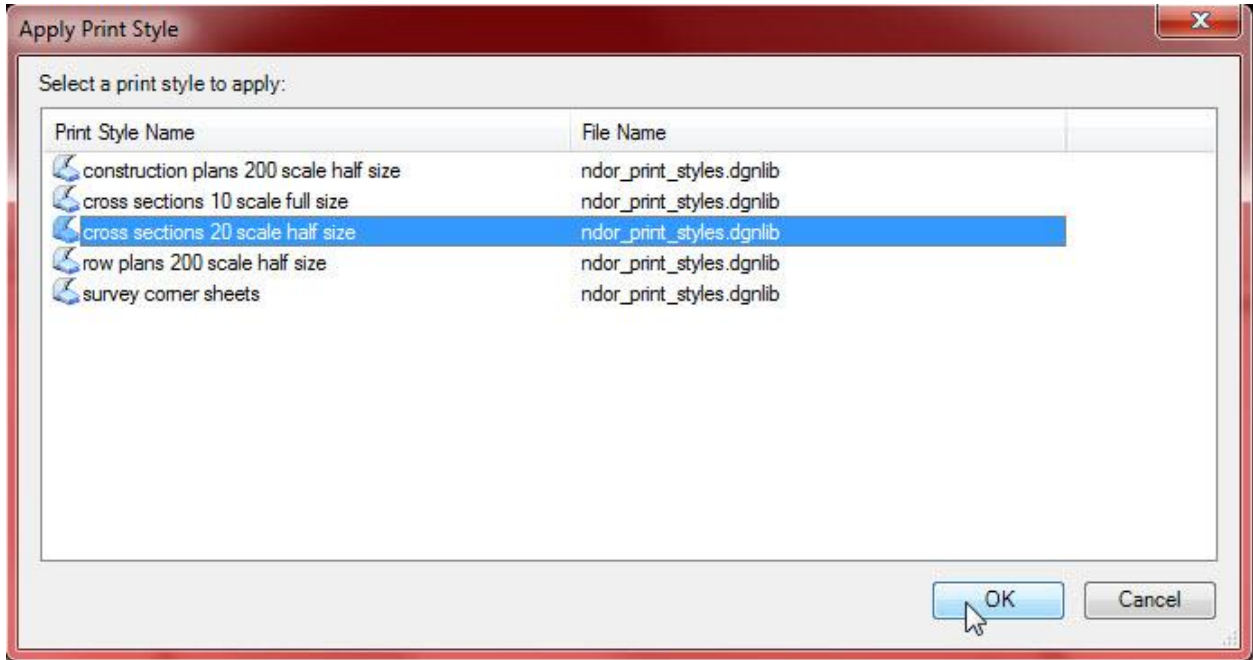 Apply Print Style
Select a print style to apply:
Print Style Name File Name
construction plans 200 scale half size ndor_print_styles.dgnlib
cross sections 10 scale full size ndor_print_styles.dgnlib
cross sections 20 scale half size ndor_print_styles.dgnlib
row plans 200 scale half size ndor_print_styles.dgnlib
survey corner sheets ndor_print_styles.dgnlib
OK Cancel